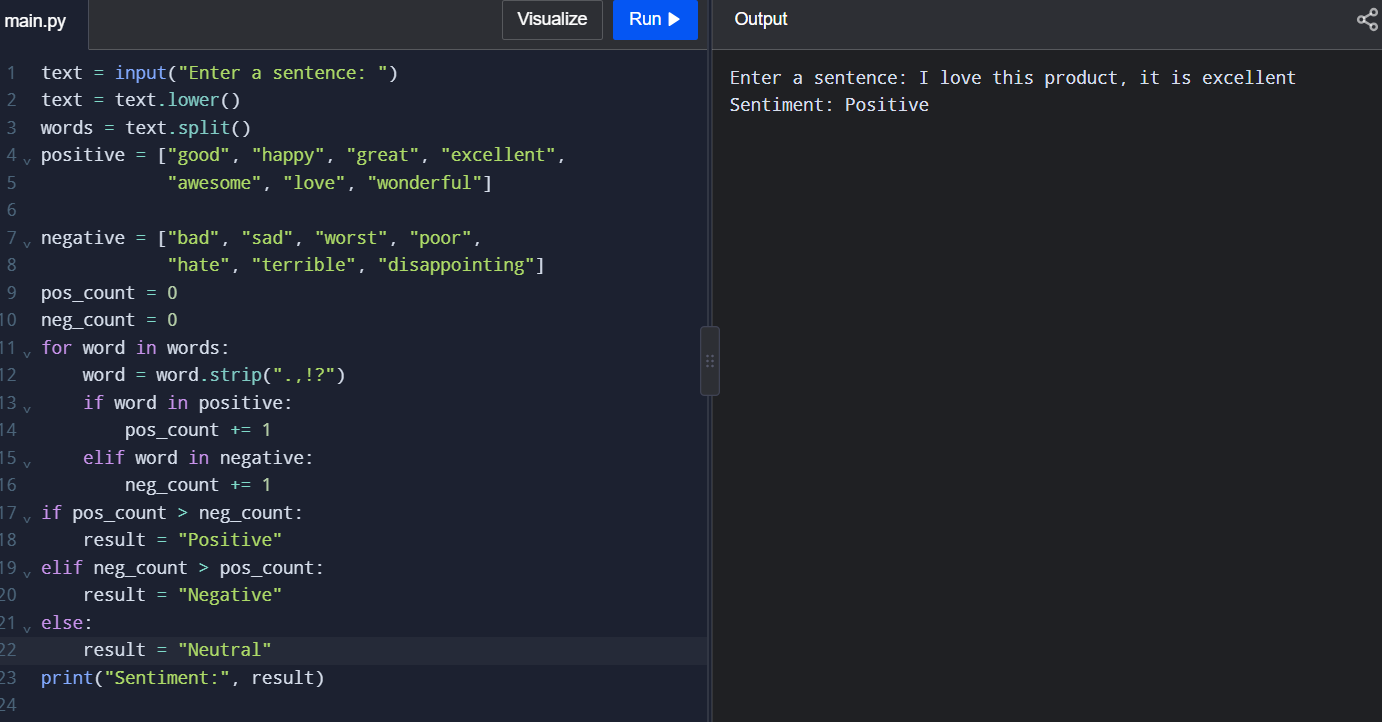 main.py
Visualize
Run
Output
1 text = input("Enter a sentence: ")
2 text = text.lower()
3 words = text.split()
4 positive = ["good", "happy", "great", "excellent",
5             "awesome", "love", "wonderful"]
6
7 negative = ["bad", "sad", "worst", "poor",
8             "hate", "terrible", "disappointing"]
9 pos_count = 0
10 neg_count = 0
11 for word in words:
12     word = word.strip(".,!?")
13     if word in positive:
14         pos_count += 1
15     elif word in negative:
16         neg_count += 1
17 if pos_count > neg_count:
18     result = "Positive"
19 elif neg_count > pos_count:
20     result = "Negative"
21 else:
22     result = "Neutral"
23 print("Sentiment:", result)
24
Enter a sentence: I love this product, it is excellent
Sentiment: Positive